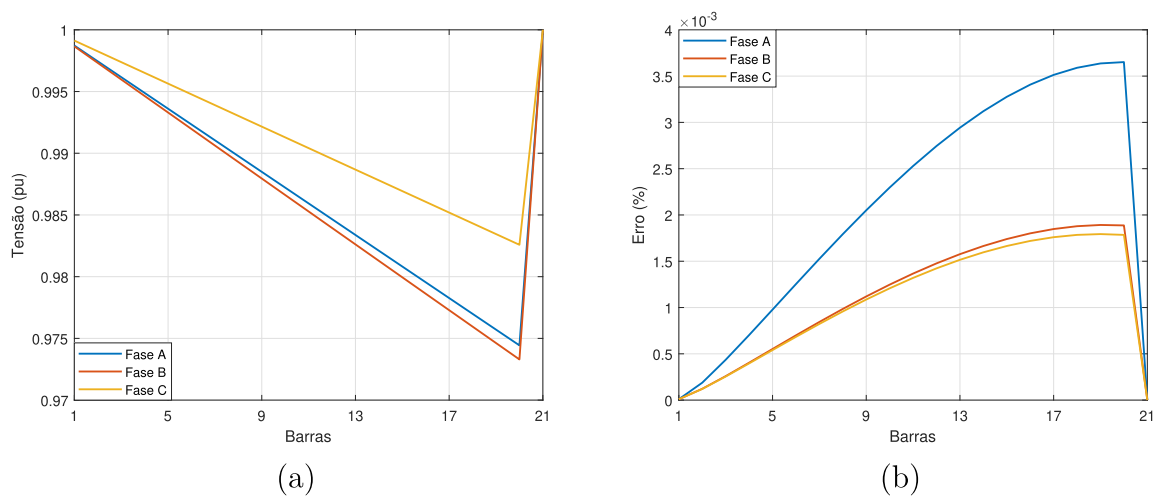 1
0.995
0.99
0.985
0.98
0.975
0.97
Tensão (pu)
Fase A
Fase B
Fase C
1 5 9 13 17 21
Barras
(a)
×10-3
4
3.5
3
2.5
2
1.5
1
0.5
0
Erro (%)
Fase A
Fase B
Fase C
1 5 9 13 17 21
Barras
(b)